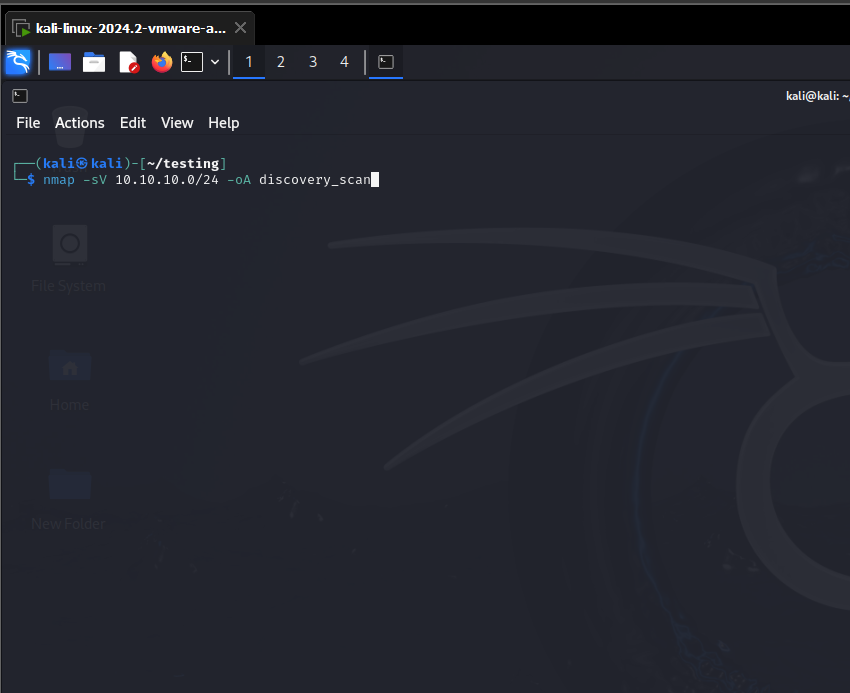 kali-linux-2024.2-vmware-a...
1 2 3 4
kali@kali: ~/
File Actions Edit View Help
┌──(kali㉿kali)-[~/testing]
└─$ nmap -sV 10.10.10.0/24 -oA discovery_scan
File System
Home
New Folder